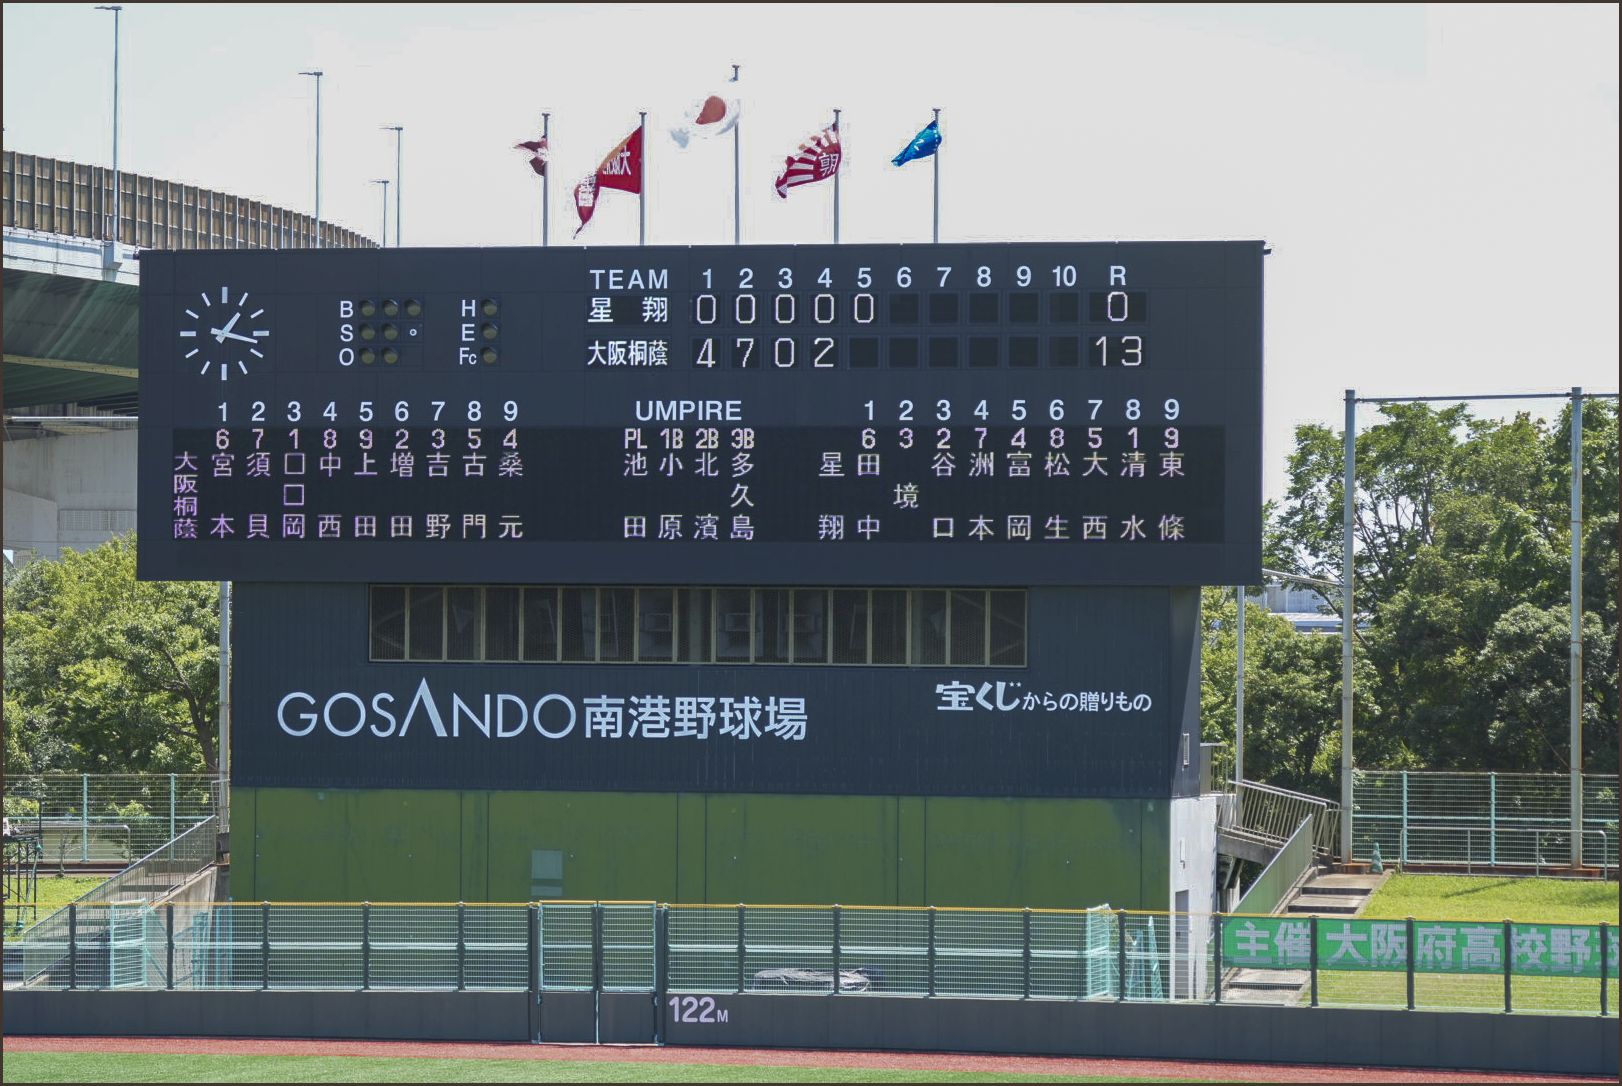 TEAM 1 2 3 4 5 6 7 8 9 10 R
B H 星 翔 0 0 0 0 0 0
S E
O Fc 大阪桐蔭 4 7 0 2 13
1 2 3 4 5 6 7 8 9 UMPIRE 1 2 3 4 5 6 7 8 9
6 7 1 8 9 2 3 5 4 PL 1B 2B 3B 6 3 2 7 4 8 5 1 9
大阪桐蔭 宮本 須貝 □□岡 中西 上田 増田 吉野 古門 桑元 池田 小原 北濱 多久島 星翔 田中 境 谷口 洲本 富岡 松生 大西 清水 東條
GOSANDO南港野球場 宝くじからの贈りもの
主催 大阪府高校野
122M